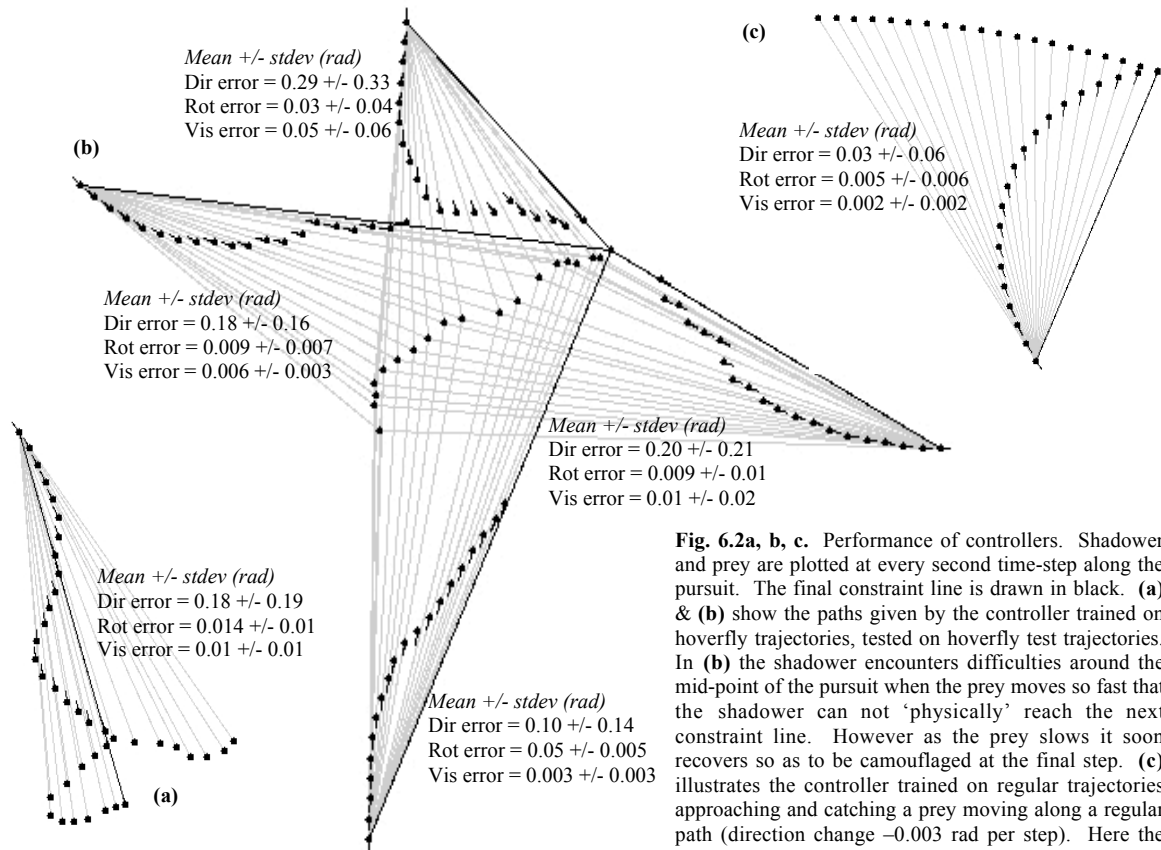 Mean +/- stdev (rad)
Dir error = 0.29 +/- 0.33
Rot error = 0.03 +/- 0.04
Vis error = 0.05 +/- 0.06
(c)
Mean +/- stdev (rad)
Dir error = 0.03 +/- 0.06
Rot error = 0.005 +/- 0.006
Vis error = 0.002 +/- 0.002
(b)
Mean +/- stdev (rad)
Dir error = 0.18 +/- 0.16
Rot error = 0.009 +/- 0.007
Vis error = 0.006 +/- 0.003
Mean +/- stdev (rad)
Dir error = 0.20 +/- 0.21
Rot error = 0.009 +/- 0.01
Vis error = 0.01 +/- 0.02
Mean +/- stdev (rad)
Dir error = 0.18 +/- 0.19
Rot error = 0.014 +/- 0.01
Vis error = 0.01 +/- 0.01
(a)
Mean +/- stdev (rad)
Dir error = 0.10 +/- 0.14
Rot error = 0.05 +/- 0.005
Vis error = 0.003 +/- 0.003
Fig. 6.2a, b, c. Performance of controllers. Shadower
and prey are plotted at every second time-step along the
pursuit. The final constraint line is drawn in black. (a)
& (b) show the paths given by the controller trained on
hoverfly trajectories, tested on hoverfly test trajectories.
In (b) the shadower encounters difficulties around the
mid-point of the pursuit when the prey moves so fast that
the shadower can not ‘physically’ reach the next
constraint line. However as the prey slows it soon
recovers so as to be camouflaged at the final step. (c)
illustrates the controller trained on regular trajectories
approaching and catching a prey moving along a regular
path (direction change –0.003 rad per step). Here the